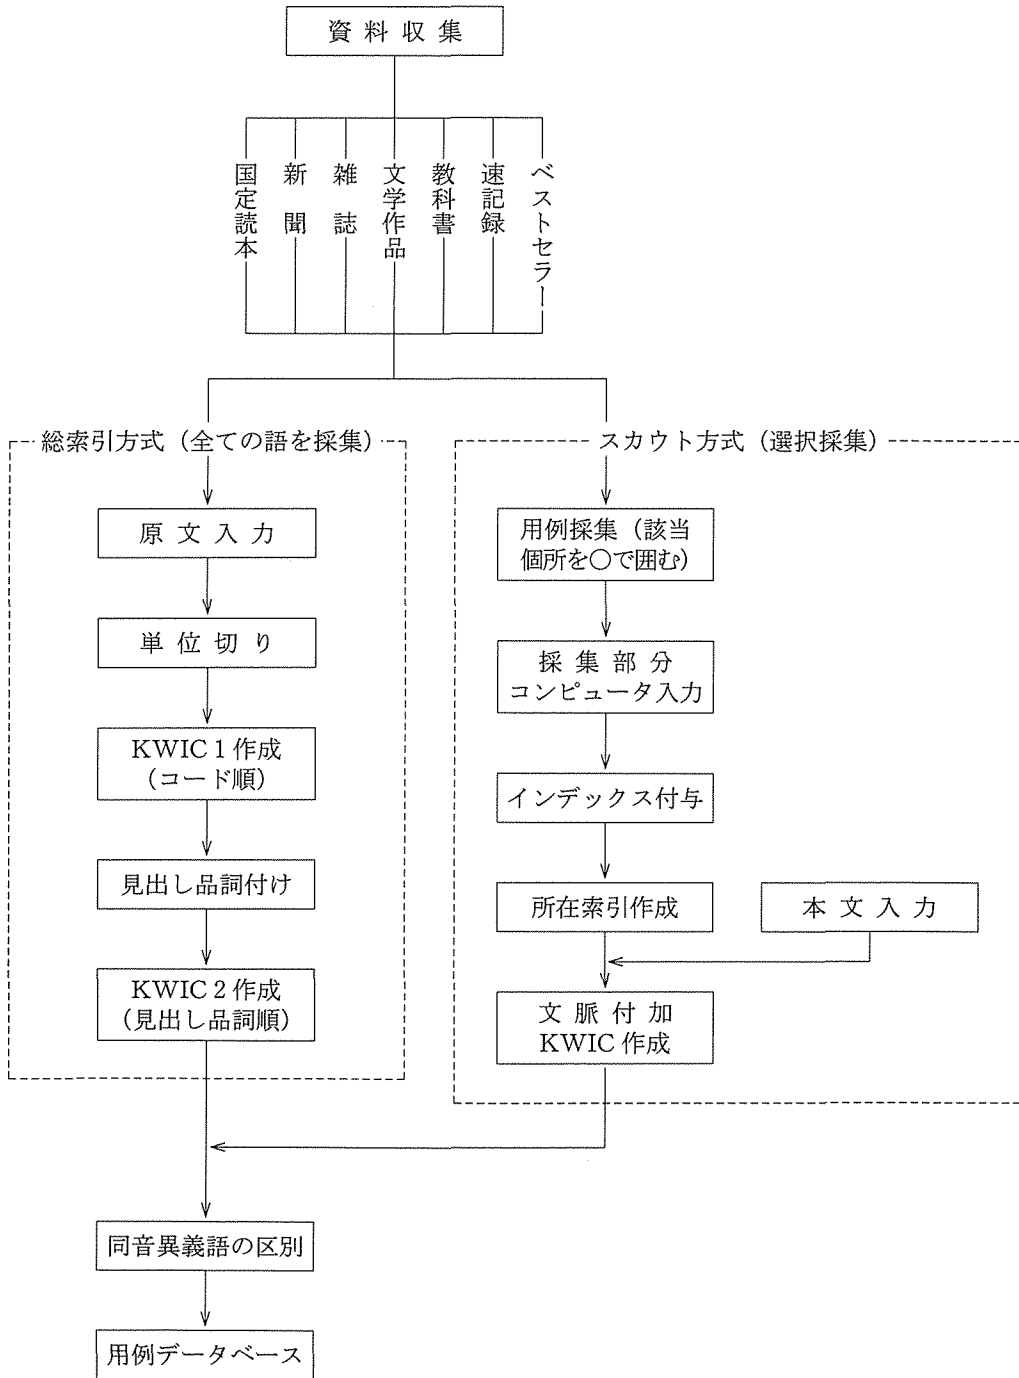 資料収集
国定読本
新聞
雑誌
文学作品
教科書
速記録
ベストセラー
総索引方式（全ての語を採集）
原文入力
単位切り
KWIC 1 作成
（コード順）
見出し品詞付け
KWIC 2 作成
（見出し品詞順）
スカウト方式（選択採集）
用例採集（該当
個所を○で囲む）
採集部分
コンピュータ入力
インデックス付与
所在索引作成
本文入力
文脈付加
KWIC 作成
同音異義語の区別
用例データベース